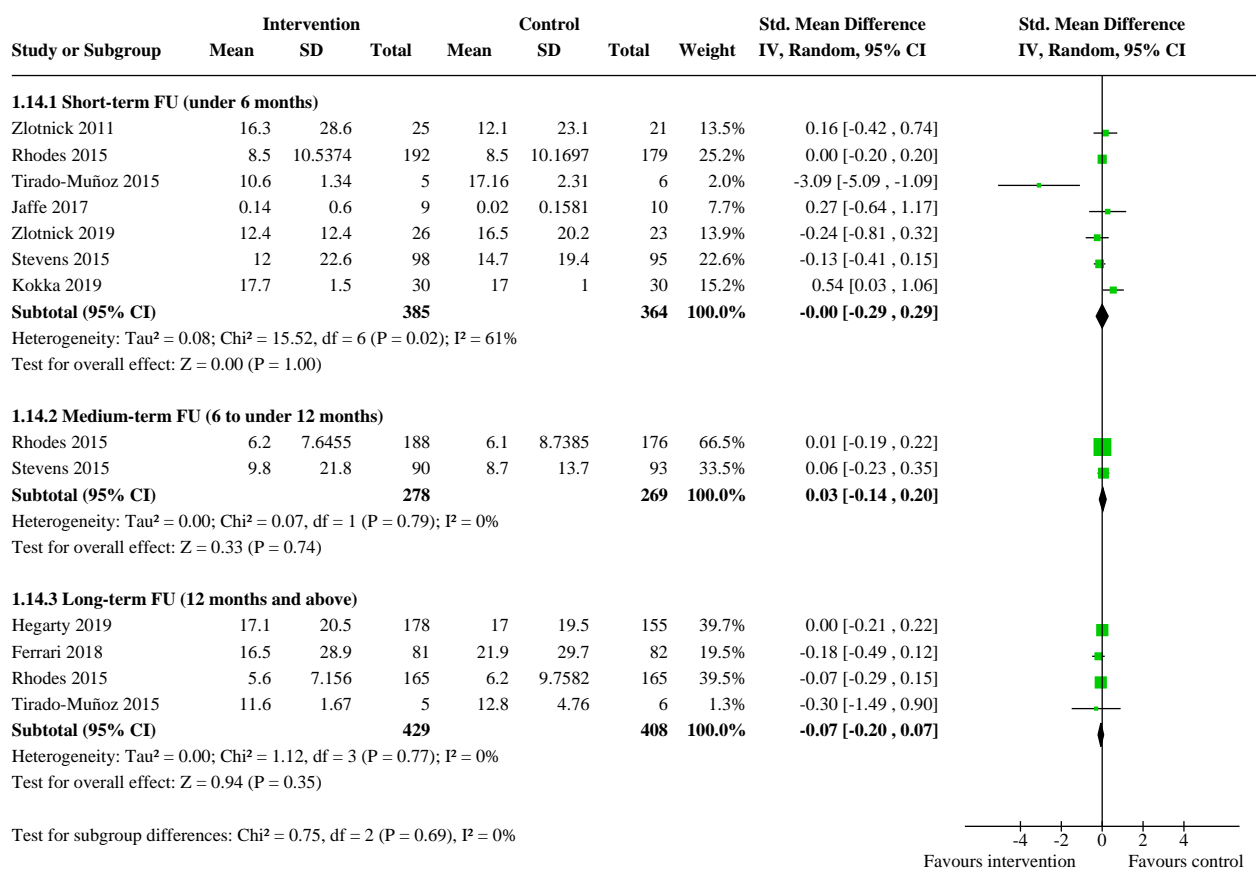 Intervention Control Std. Mean Difference Std. Mean Difference
Study or Subgroup Mean SD Total Mean SD Total Weight IV, Random, 95% CI IV, Random, 95% CI
1.14.1 Short-term FU (under 6 months)
Zlotnick 2011 16.3 28.6 25 12.1 23.1 21 13.5% 0.16 [-0.42 , 0.74]
Rhodes 2015 8.5 10.5374 192 8.5 10.1697 179 25.2% 0.00 [-0.20 , 0.20]
Tirado-Muñoz 2015 10.6 1.34 5 17.16 2.31 6 2.0% -3.09 [-5.09 , -1.09]
Jaffe 2017 0.14 0.6 9 0.02 0.1581 10 7.7% 0.27 [-0.64 , 1.17]
Zlotnick 2019 12.4 12.4 26 16.5 20.2 23 13.9% -0.24 [-0.81 , 0.32]
Stevens 2015 12 22.6 98 14.7 19.4 95 22.6% -0.13 [-0.41 , 0.15]
Kokka 2019 17.7 1.5 30 17 1 30 15.2% 0.54 [0.03 , 1.06]
Subtotal (95% CI) 385 364 100.0% -0.00 [-0.29 , 0.29]
Heterogeneity: Tau² = 0.08; Chi² = 15.52, df = 6 (P = 0.02); I² = 61%
Test for overall effect: Z = 0.00 (P = 1.00)
1.14.2 Medium-term FU (6 to under 12 months)
Rhodes 2015 6.2 7.6455 188 6.1 8.7385 176 66.5% 0.01 [-0.19 , 0.22]
Stevens 2015 9.8 21.8 90 8.7 13.7 93 33.5% 0.06 [-0.23 , 0.35]
Subtotal (95% CI) 278 269 100.0% 0.03 [-0.14 , 0.20]
Heterogeneity: Tau² = 0.00; Chi² = 0.07, df = 1 (P = 0.79); I² = 0%
Test for overall effect: Z = 0.33 (P = 0.74)
1.14.3 Long-term FU (12 months and above)
Hegarty 2019 17.1 20.5 178 17 19.5 155 39.7% 0.00 [-0.21 , 0.22]
Ferrari 2018 16.5 28.9 81 21.9 29.7 82 19.5% -0.18 [-0.49 , 0.12]
Rhodes 2015 5.6 7.156 165 6.2 9.7582 165 39.5% -0.07 [-0.29 , 0.15]
Tirado-Muñoz 2015 11.6 1.67 5 12.8 4.76 6 1.3% -0.30 [-1.49 , 0.90]
Subtotal (95% CI) 429 408 100.0% -0.07 [-0.20 , 0.07]
Heterogeneity: Tau² = 0.00; Chi² = 1.12, df = 3 (P = 0.77); I² = 0%
Test for overall effect: Z = 0.94 (P = 0.35)
Test for subgroup differences: Chi² = 0.75, df = 2 (P = 0.69), I² = 0%
-4 -2 0 2 4
Favours intervention Favours control